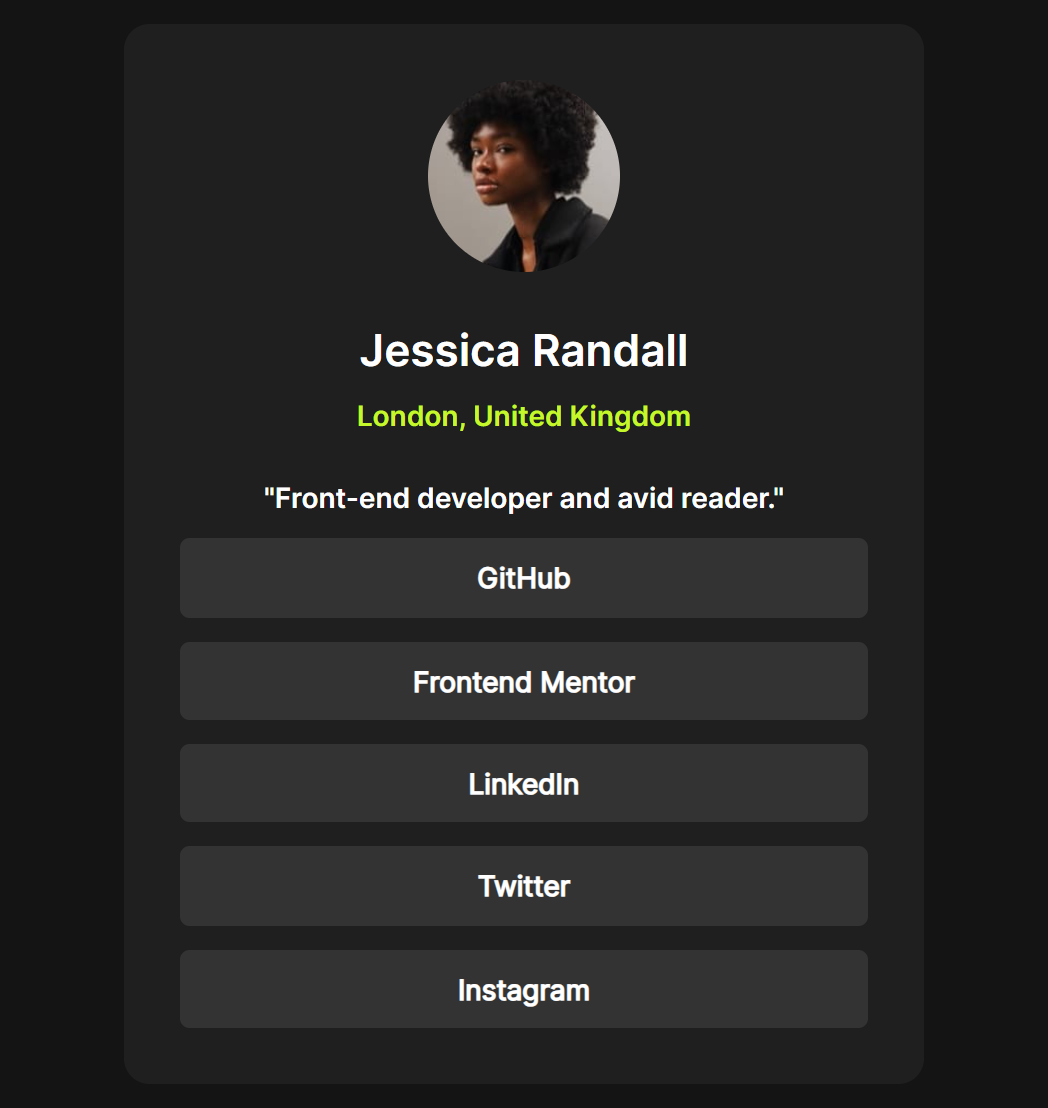 Jessica Randall
London, United Kingdom
"Front-end developer and avid reader."
GitHub
Frontend Mentor
LinkedIn
Twitter
Instagram